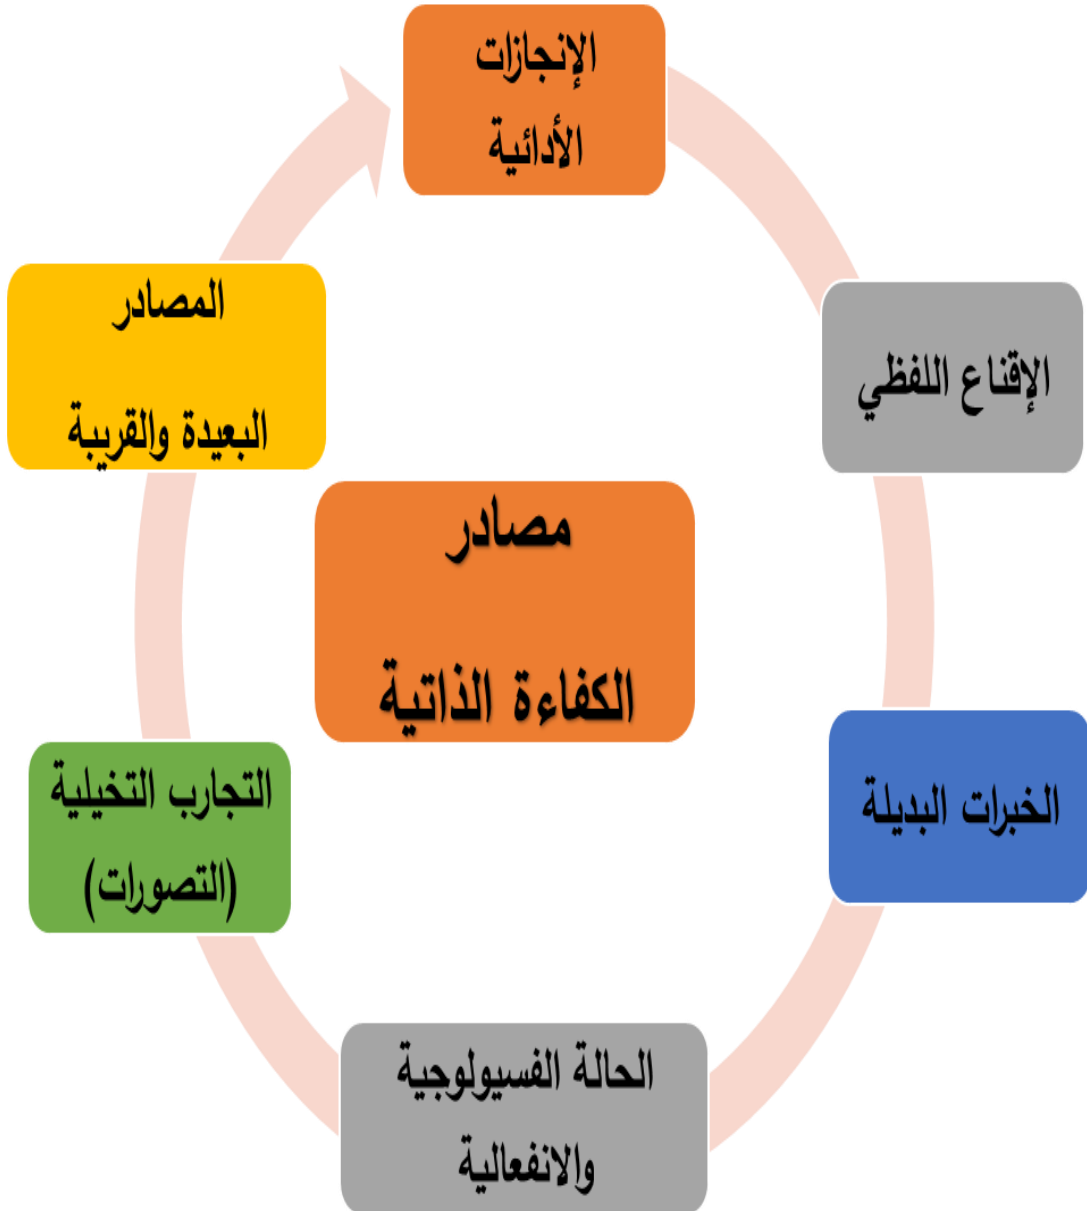 الإنجازات
الأدائية
الإقناع اللفظي
الخبرات البديلة
الحالة الفسيولوجية
والانفعالية
التجارب التخيلية
(التصورات)
المصادر
البعيدة والقريبة
مصادر
الكفاءة الذاتية